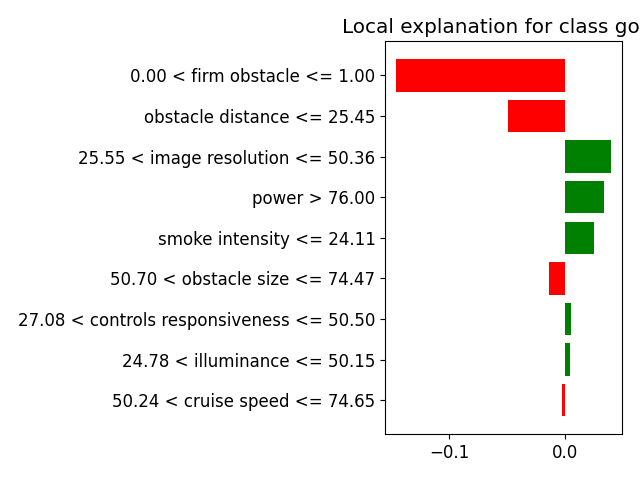 Local explanation for class go
0.00 < firm obstacle <= 1.00
obstacle distance <= 25.45
25.55 < image resolution <= 50.36
power > 76.00
smoke intensity <= 24.11
50.70 < obstacle size <= 74.47
27.08 < controls responsiveness <= 50.50
24.78 < illuminance <= 50.15
50.24 < cruise speed <= 74.65
−0.1 0.0